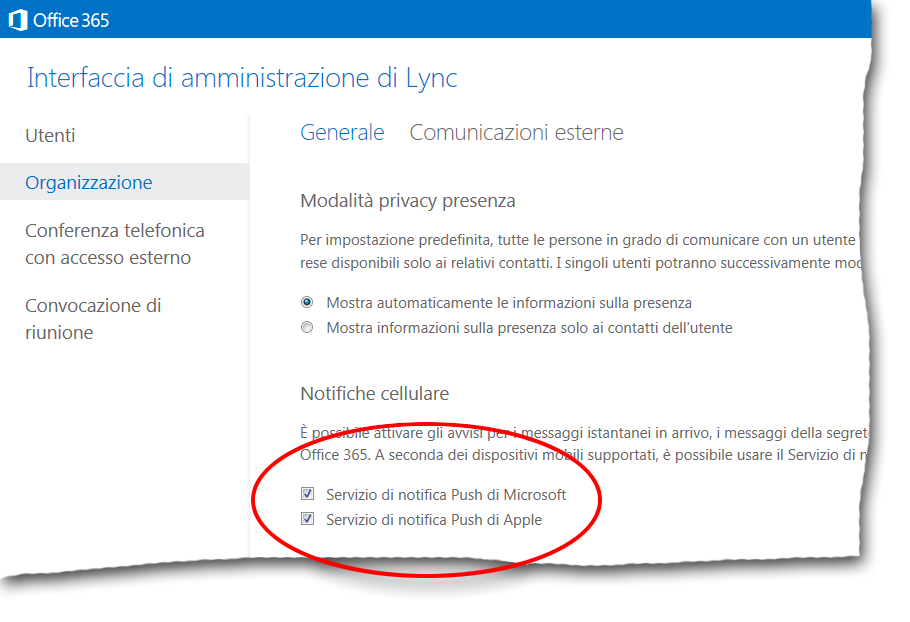 Office 365
Interfaccia di amministrazione di Lync
Utenti
Organizzazione
Conferenza telefonica
con accesso esterno
Convocazione di
riunione
Generale Comunicazioni esterne
Modalità privacy presenza
Per impostazione predefinita, tutte le persone in grado di comunicare con un utente
rese disponibili solo ai relativi contatti. I singoli utenti potranno successivamente
Mostra automaticamente le informazioni sulla presenza
Mostra informazioni sulla presenza solo ai contatti dell'utente
Notifiche cellulare
È possibile attivare gli avvisi per i messaggi istantanei in arrivo, i messaggi della
Office 365. A seconda dei dispositivi mobili supportati, è possibile usare il Servizio di
Servizio di notifica Push di Microsoft
Servizio di notifica Push di Apple